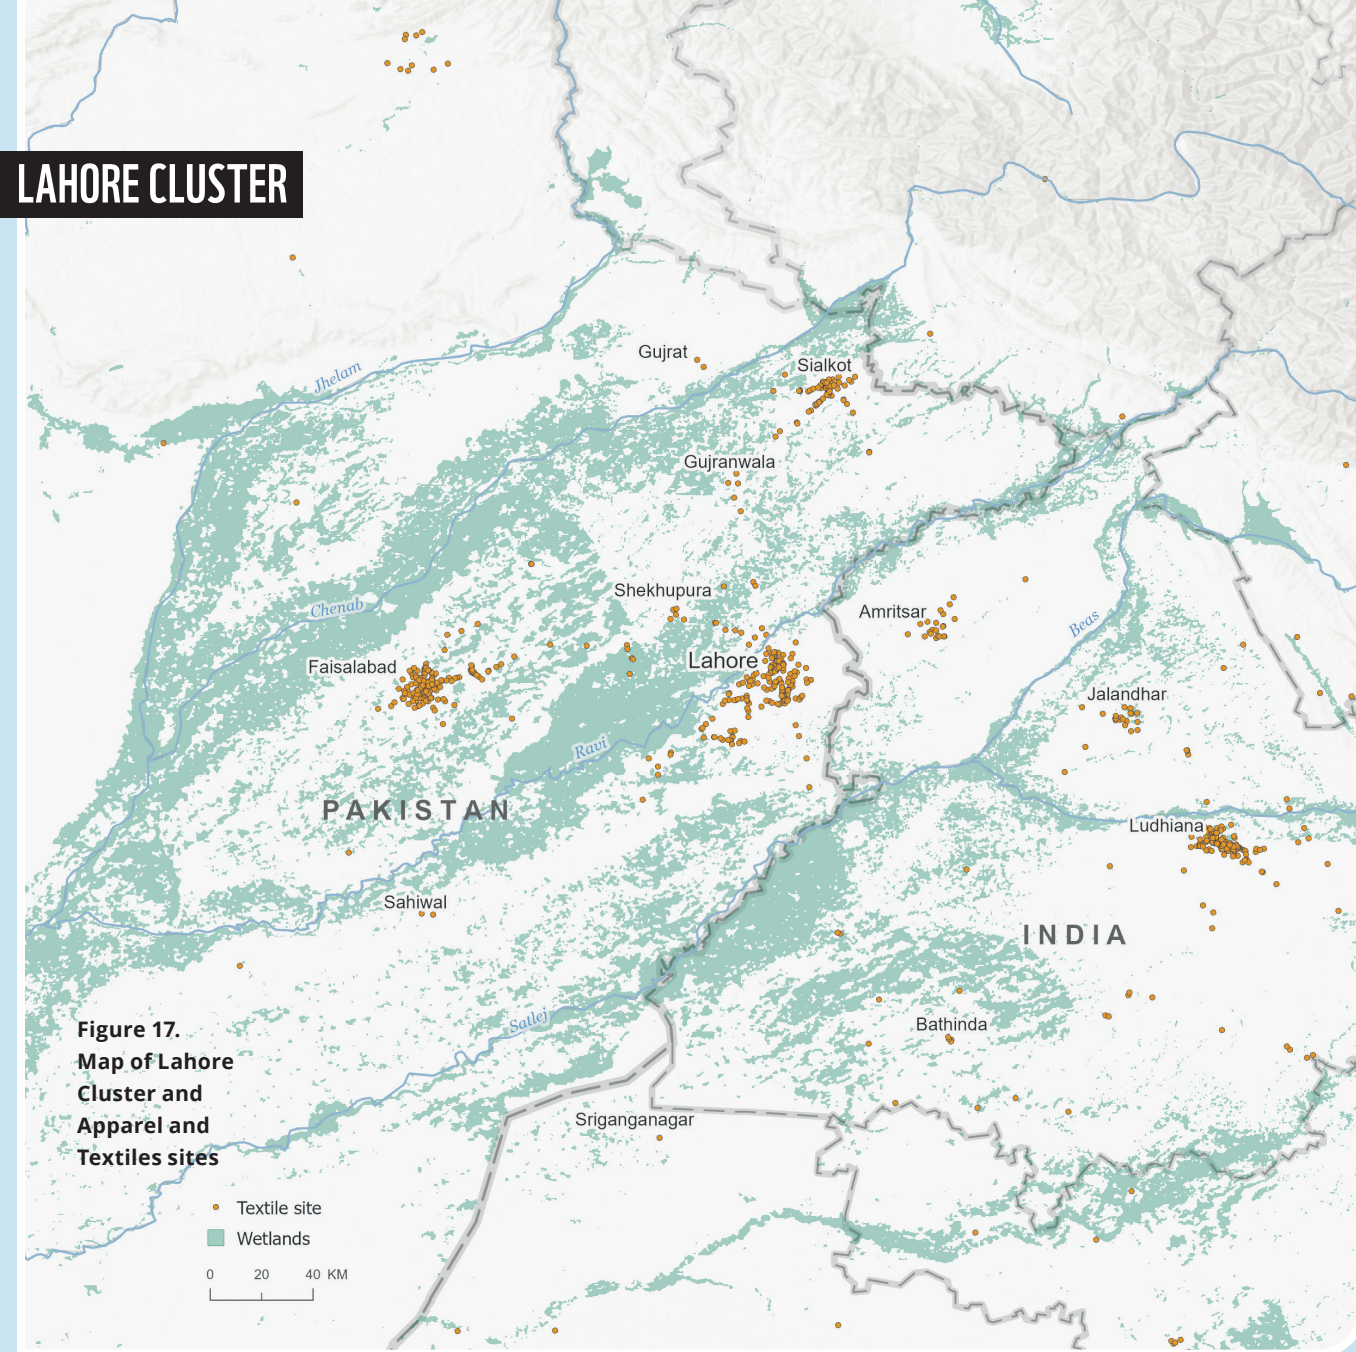 LAHORE CLUSTER
Gujrat
Sialkot
Jhelam
Gujranwala
Shekhupura
Chenab
Amritsar
Beas
Faisalabad
Lahore
Jalandhar
Ravi
PAKISTAN
Ludhiana
Sahiwal
INDIA
Satlej
Bathinda
Sriganganagar
Figure 17.
Map of Lahore
Cluster and
Apparel and
Textiles sites
Textile site
Wetlands
0 20 40 KM